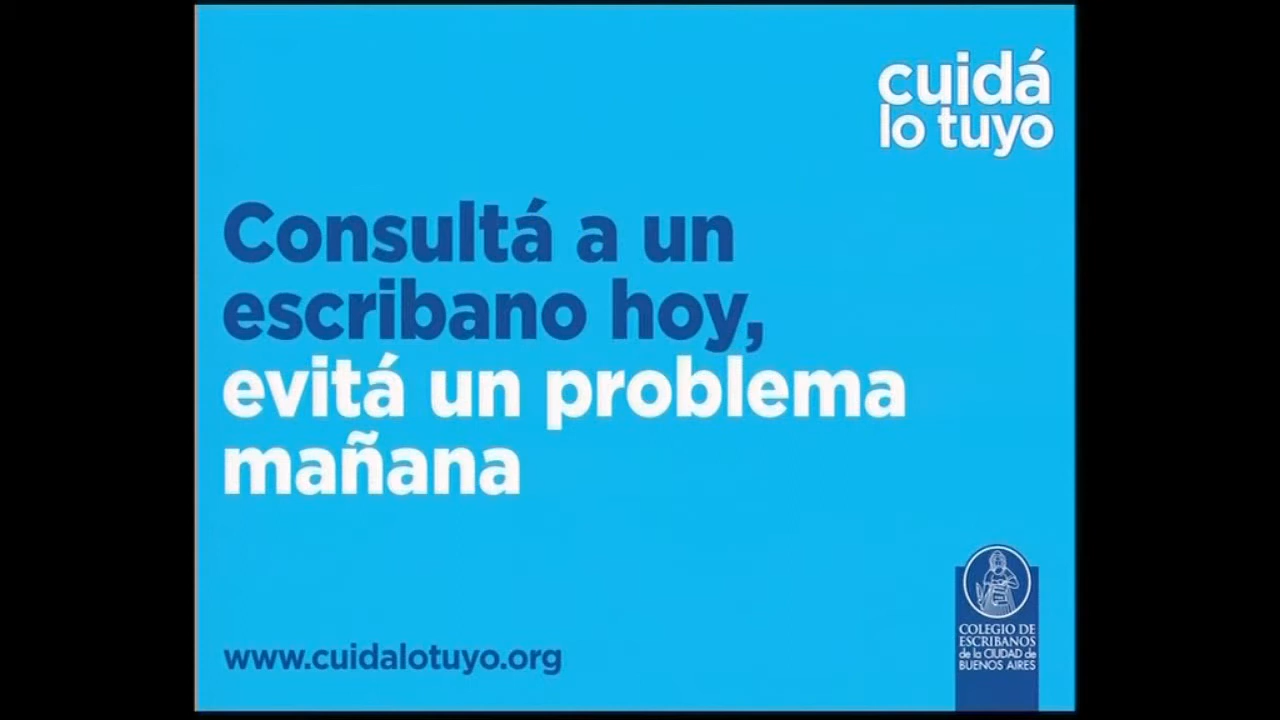 cuidá
lo tuyo
Consultá a un
escribano hoy,
evitá un problema
mañana
www.cuidalotuyo.org
COLEGIO DE
ESCRIBANOS
de la CIUDAD de
BUENOS AIRES